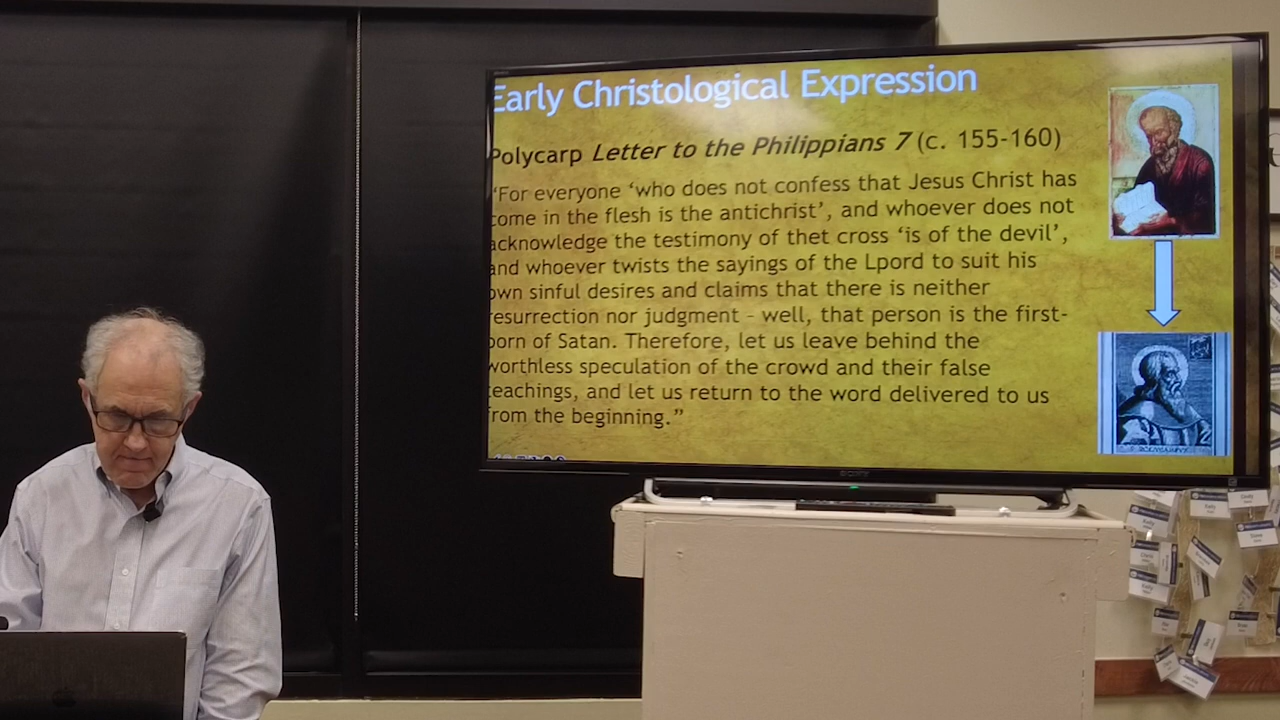 Early Christological Expression
Polycarp Letter to the Philippians 7 (c. 155-160)
"For everyone 'who does not confess that Jesus Christ has
come in the flesh is the antichrist', and whoever does not
acknowledge the testimony of thet cross 'is of the devil',
and whoever twists the sayings of the Lpord to suit his
own sinful desires and claims that there is neither
resurrection nor judgment – well, that person is the first-
born of Satan. Therefore, let us leave behind the
worthless speculation of the crowd and their false
teachings, and let us return to the word delivered to us
from the beginning."
SONY